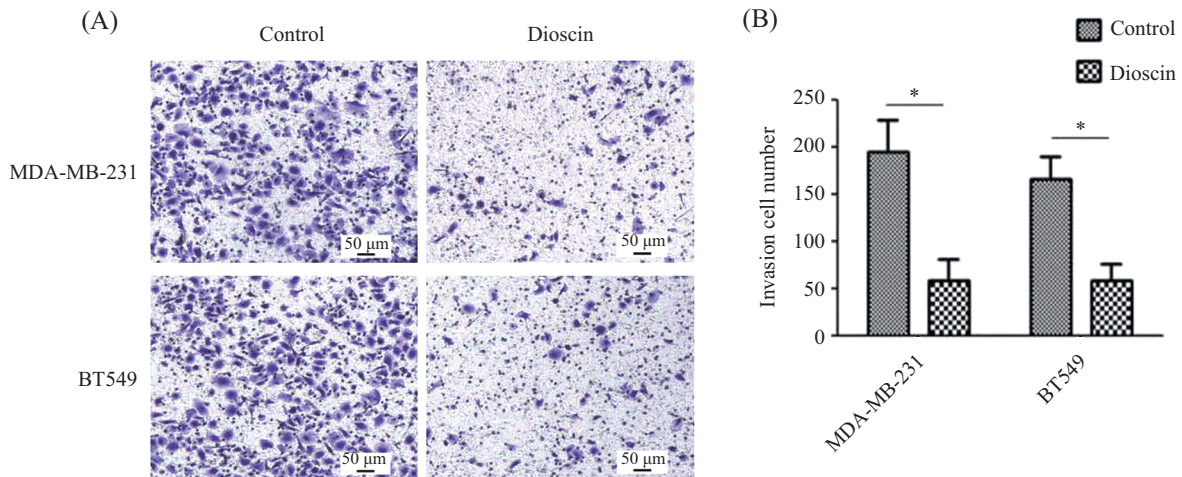 (A)
Control
Dioscin
MDA-MB-231
50 µm
50 µm
BT549
50 µm
50 µm
(B)
Control
Dioscin
Invasion cell number
250
200
150
100
50
0
*
*
MDA-MB-231
BT549